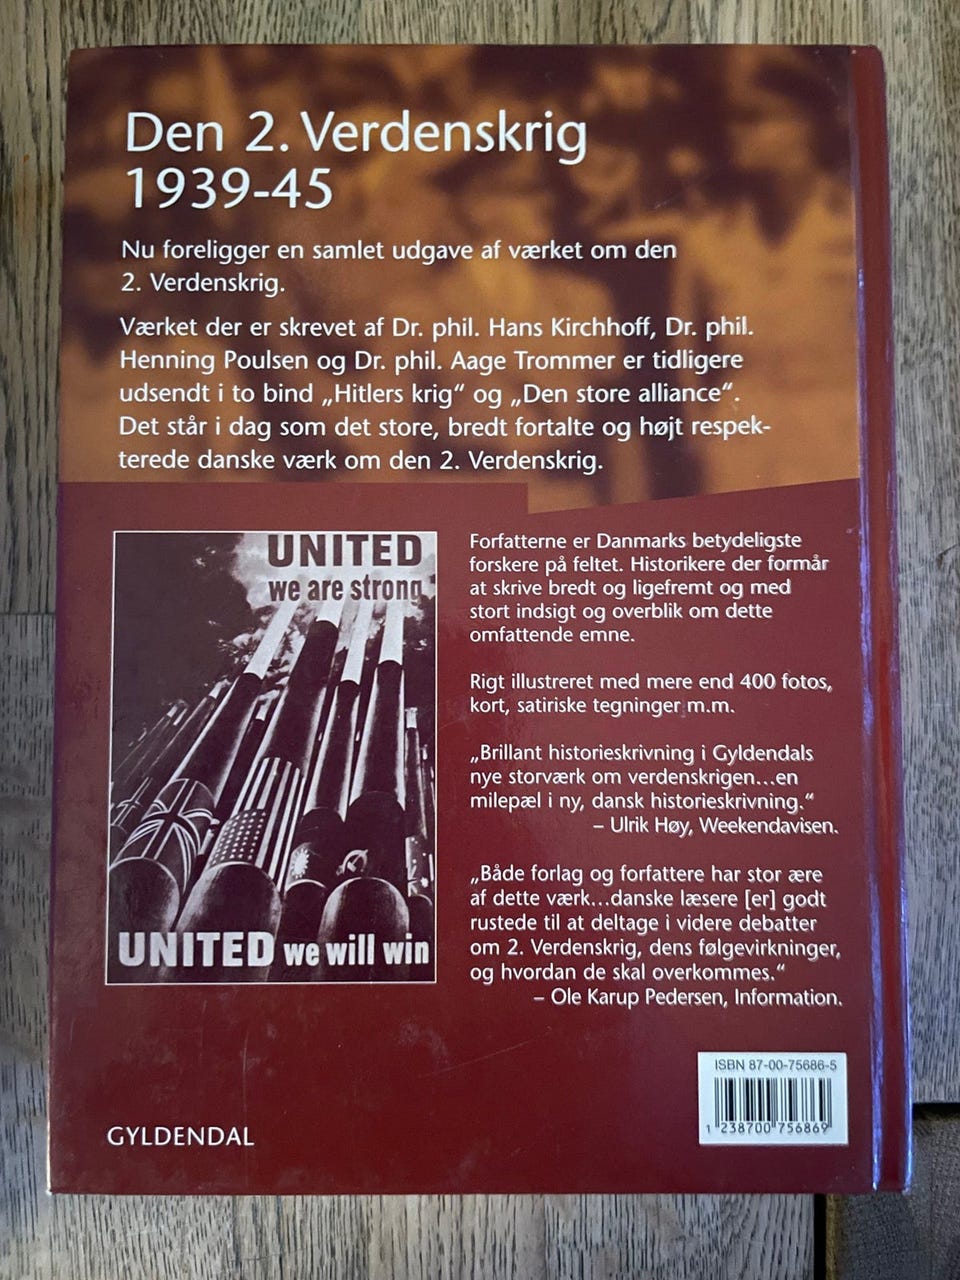 Den 2. Verdenskrig
1939-45
Nu foreligger en samlet udgave af værket om den
2. Verdenskrig.
Værket der er skrevet af Dr. phil. Hans Kirchhoff, Dr. phil.
Henning Poulsen og Dr. phil. Aage Trommer er tidligere
udsendt i to bind „Hitlers krig“ og „Den store alliance“.
Det står i dag som det store, bredt fortalte og højt respek-
terede danske værk om den 2. Verdenskrig.
UNITED
we are strong
UNITED we will win
Forfatterne er Danmarks betydeligste
forskere på feltet. Historikere der formår
at skrive bredt og ligefremt og med
stort indsigt og overblik om dette
omfattende emne.
Rigt illustreret med mere end 400 fotos,
kort, satiriske tegninger m.m.
„Brillant historieskrivning i Gyldendals
nye storværk om verdenskrigen...en
milepæl i ny, dansk historieskrivning.“
– Ulrik Høy, Weekendavisen.
„Både forlag og forfattere har stor ære
af dette værk...danske læsere [er] godt
rustede til at deltage i videre debatter
om 2. Verdenskrig, dens følgevirkninger,
og hvordan de skal overkommes.“
– Ole Karup Pedersen, Information.
ISBN 87-00-75686-5
1 238700 756869
GYLDENDAL